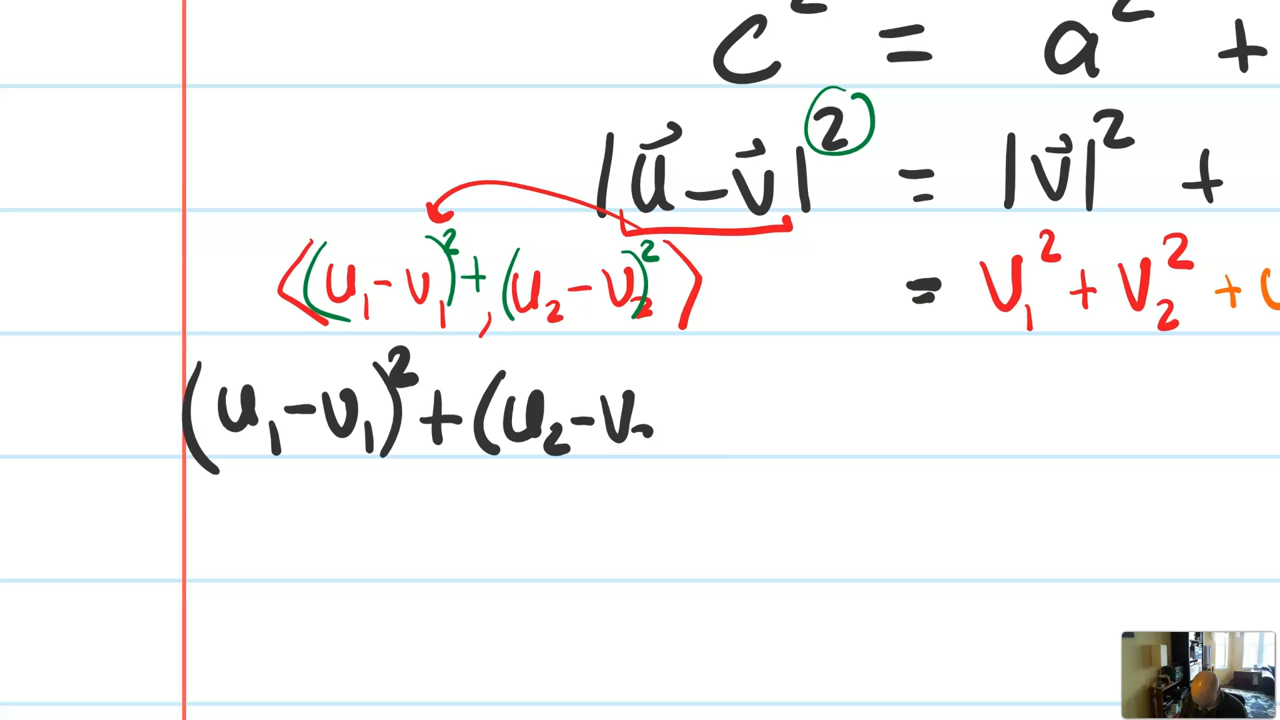 c² = a² +
|u⃗ – v⃗|² = |v⃗|² +
⟨(u₁ – v₁)² + , (u₂ – v₂)²⟩ = v₁² + v₂² +
(u₁ – v₁)² + (u₂ – v₂